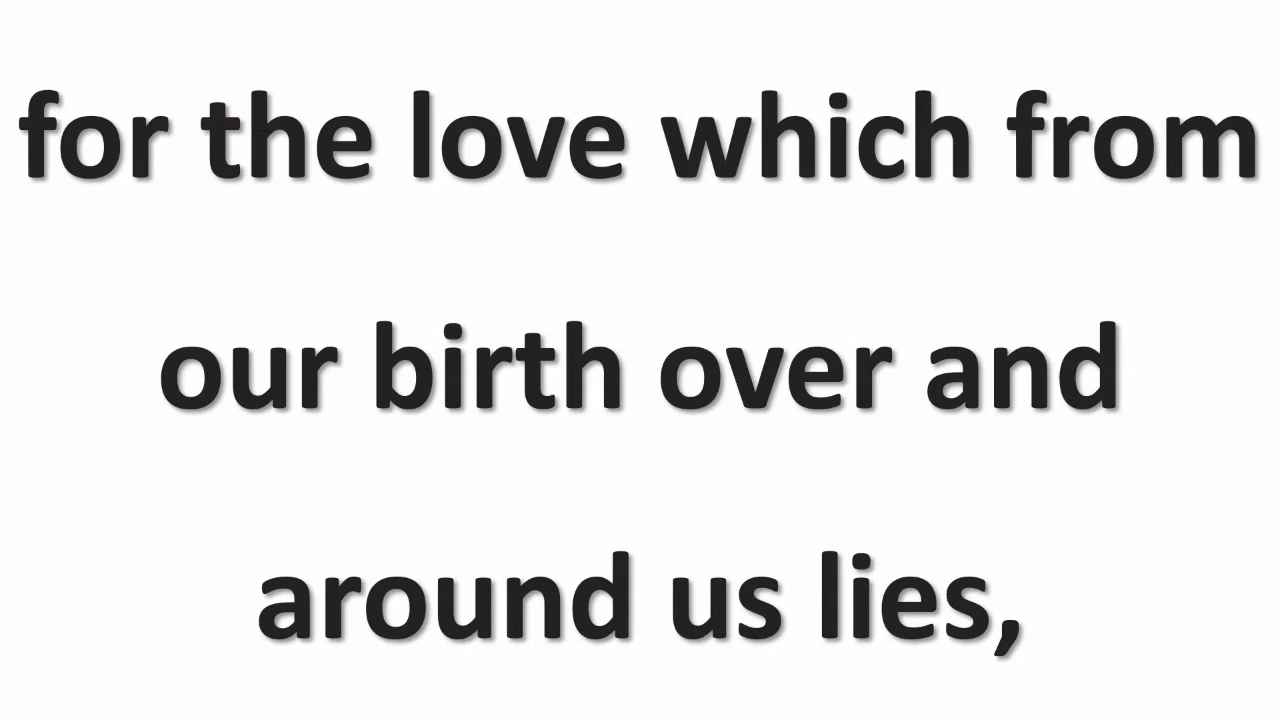 for the love which from
our birth over and
around us lies,